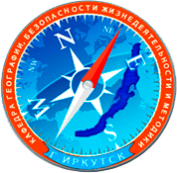 КАФЕДРА ГЕОГРАФИИ, БЕЗОПАСНОСТИ ЖИЗНЕДЕЯТЕЛЬНОСТИ И МЕТОДИКИ
N
E
S
W
Г. ИРКУТСК